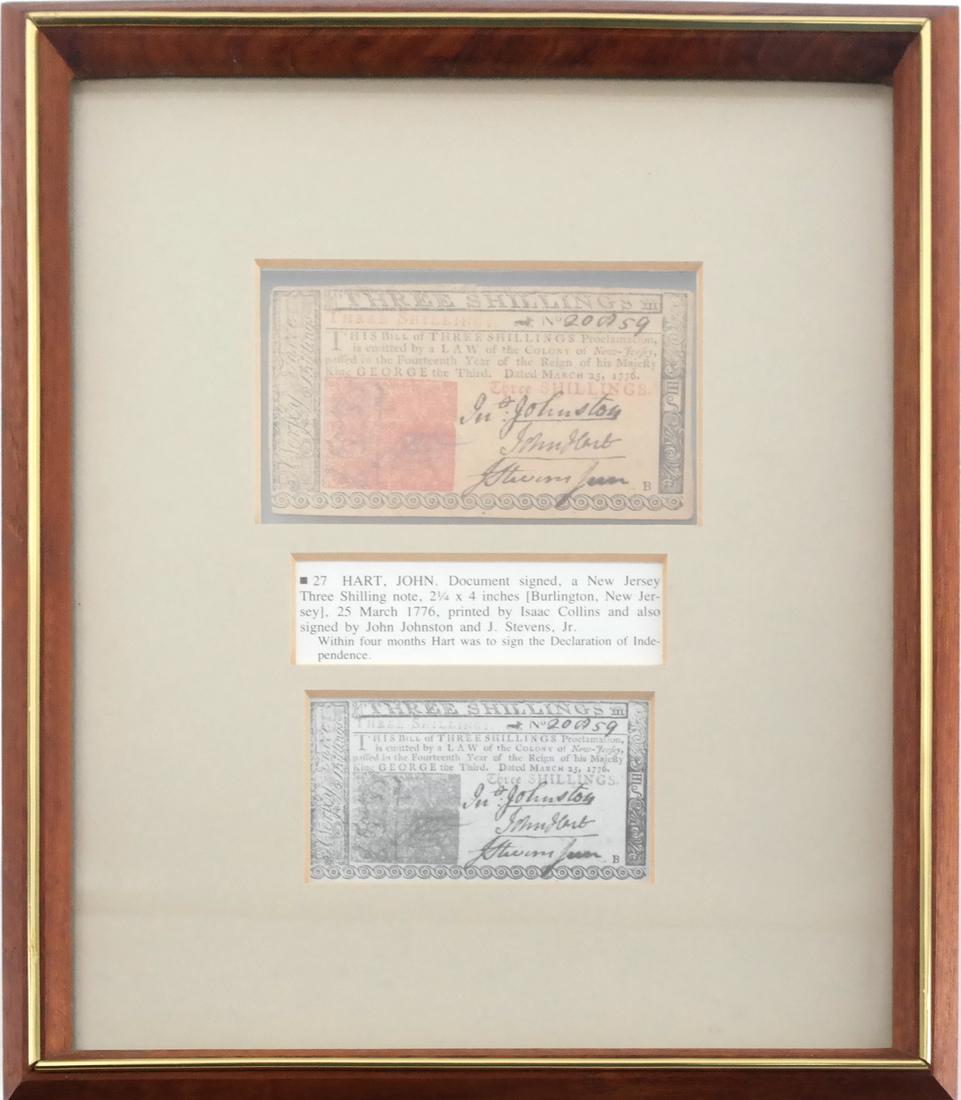 THREE SHILLINGS III
THREE SHILLINGS. No 20059
THIS BILL of THREE SHILLINGS Proclamation,
is emitted by a LAW of the COLONY of New-Jersey,
passed in the Fourteenth Year of the Reign of his Majesty
King GEORGE the Third. Dated MARCH 25, 1776.
Three SHILLINGS.
Jno. Johnston
John Hart
J Stevens Jun
B
■ 27 HART, JOHN. Document signed, a New Jersey
Three Shilling note, 2¼ x 4 inches [Burlington, New Jer-
sey], 25 March 1776, printed by Isaac Collins and also
signed by John Johnston and J. Stevens, Jr.
Within four months Hart was to sign the Declaration of Inde-
pendence.
THREE SHILLINGS III
THREE SHILLINGS. No 20059
THIS BILL of THREE SHILLINGS Proclamation,
is emitted by a LAW of the COLONY of New-Jersey,
passed in the Fourteenth Year of the Reign of his Majesty
King GEORGE the Third. Dated MARCH 25, 1776.
Three SHILLINGS.
Jno. Johnston
John Hart
J Stevens Jun
B